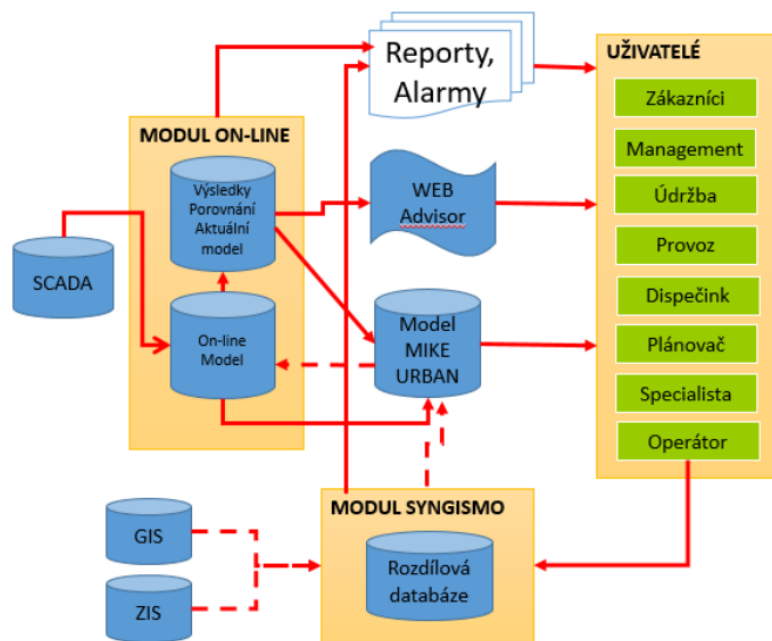 Reporty,
Alarmy
UŽIVATELÉ
Zákazníci
Management
Údržba
Provoz
Dispečink
Plánovač
Specialista
Operátor
MODUL ON-LINE
Výsledky
Porovnání
Aktuální
model
WEB
Advisor
SCADA
On-line
Model
Model
MIKE
URBAN
MODUL SYNGISMO
GIS
ZIS
Rozdílová
databáze